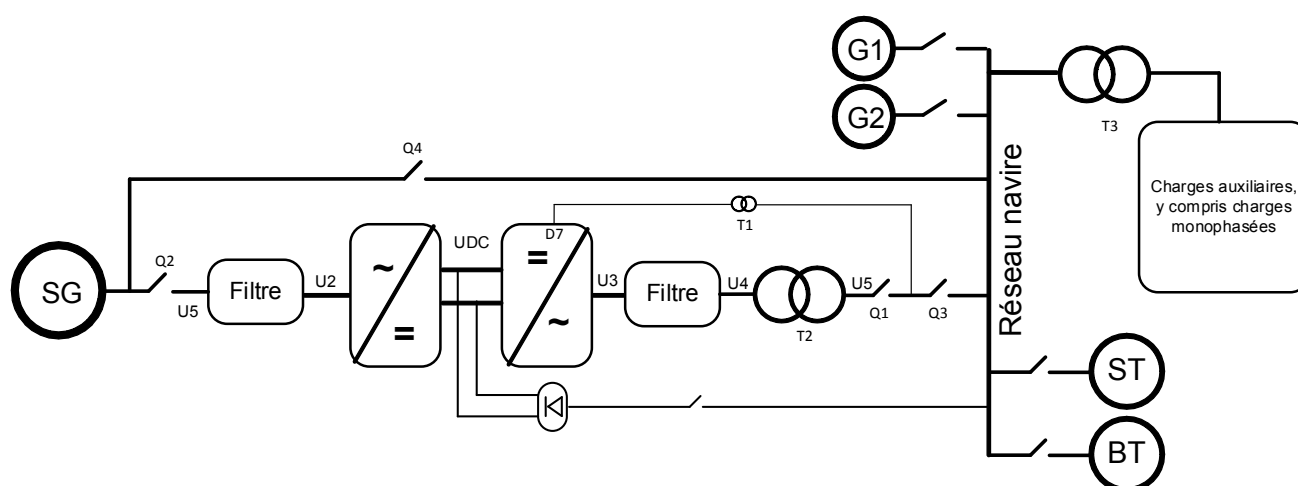 G1
G2
T3
Charges auxiliaires,
y compris charges
monophasées
Q4
Réseau navire
D7
T1
SG
Q2
U5
Filtre
U2
~
=
UDC
=
~
U3
Filtre
U4
T2
U5
Q1
Q3
ST
BT